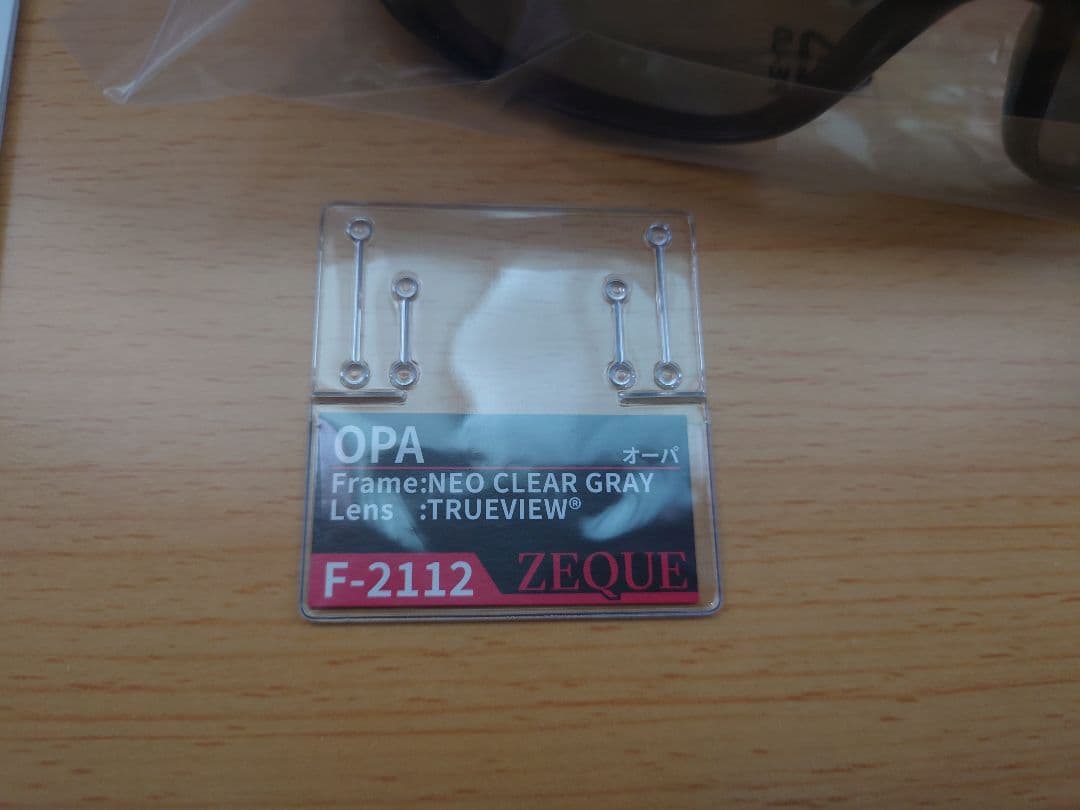 OPA
オーパ
Frame:NEO CLEAR GRAY
Lens :TRUEVIEW®
F-2112
ZEQUE